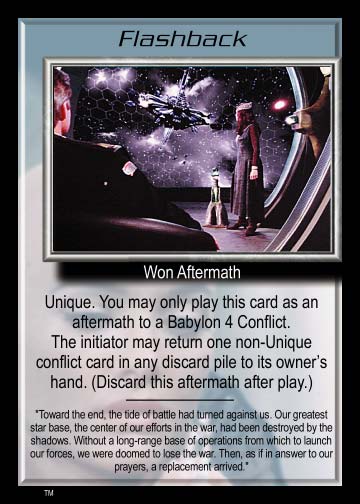 Flashback
Won Aftermath
Unique. You may only play this card as an
aftermath to a Babylon 4 Conflict.
The initiator may return one non-Unique
conflict card in any discard pile to its owner's
hand. (Discard this aftermath after play.)
"Toward the end, the tide of battle had turned against us. Our greatest
star base, the center of our efforts in the war, had been destroyed by the
shadows. Without a long-range base of operations from which to launch
our forces, we were doomed to lose the war. Then, as if in answer to our
prayers, a replacement arrived."
TM